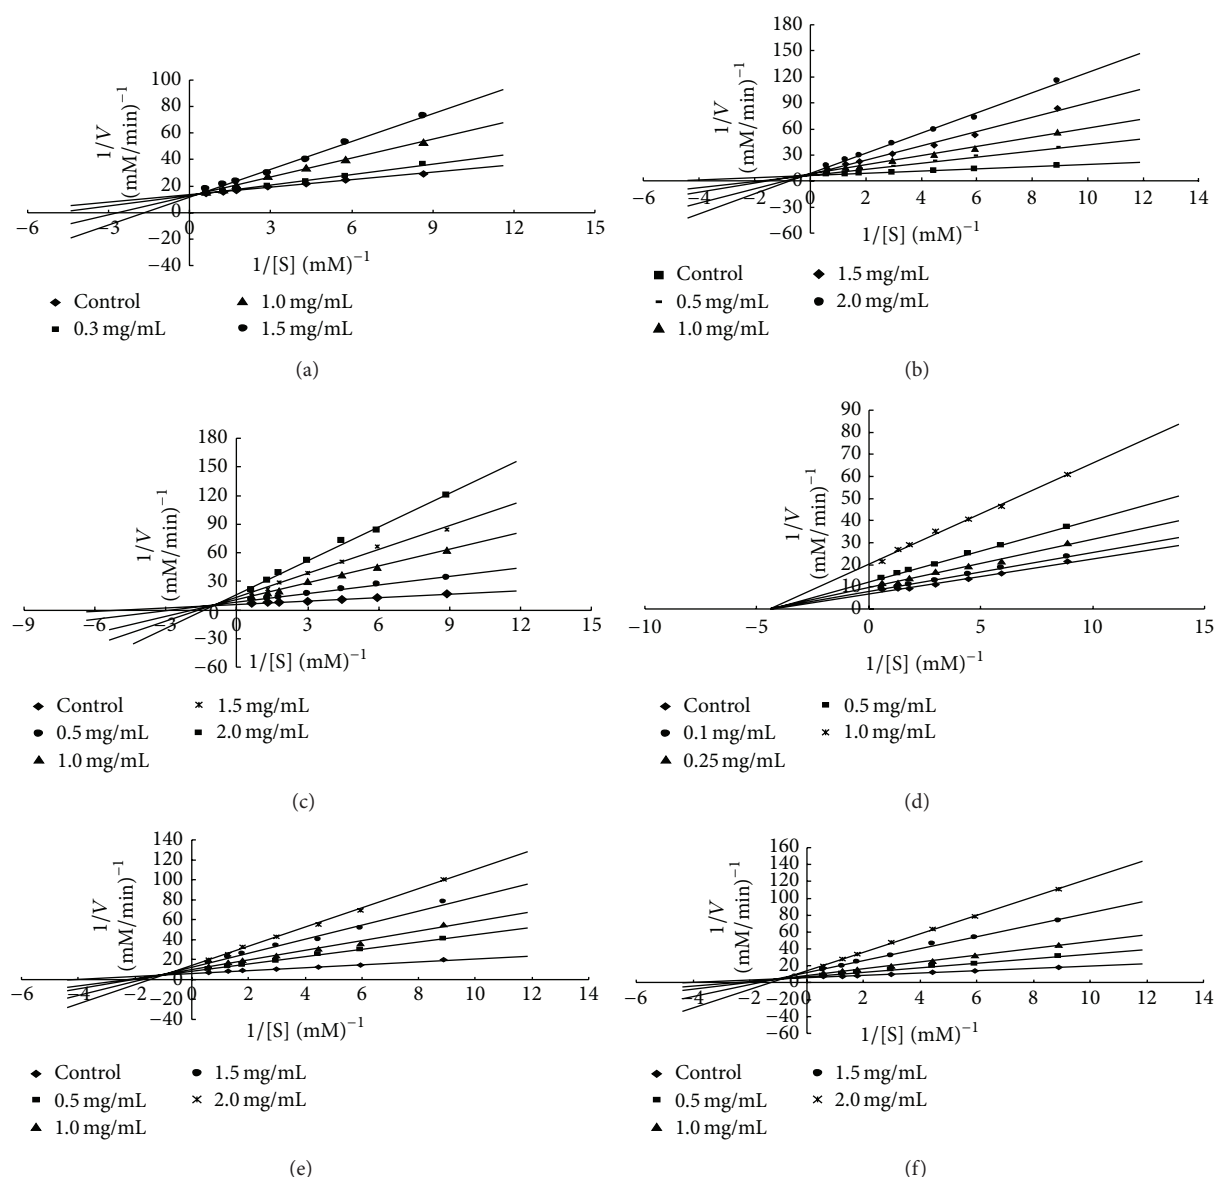 (a)
1/V
(mM/min)⁻¹
100
80
60
40
20
0
−20
−40
−6 −3 0 3 6 9 12 15
1/[S] (mM)⁻¹
Control 1.0 mg/mL
0.3 mg/mL 1.5 mg/mL
(b)
1/V
(mM/min)⁻¹
180
150
120
90
60
30
0
−30
−60
−6 −4 −2 0 2 4 6 8 10 12 14
1/[S] (mM)⁻¹
Control 1.5 mg/mL
0.5 mg/mL 2.0 mg/mL
1.0 mg/mL
(c)
1/V
(mM/min)⁻¹
180
150
120
90
60
30
0
−30
−60
−9 −6 −3 0 3 6 9 12 15
1/[S] (mM)⁻¹
Control 1.5 mg/mL
0.5 mg/mL 2.0 mg/mL
1.0 mg/mL
(d)
1/V
(mM/min)⁻¹
90
80
70
60
50
40
30
20
10
0
−10 −5 0 5 10 15
1/[S] (mM)⁻¹
Control 0.5 mg/mL
0.1 mg/mL 1.0 mg/mL
0.25 mg/mL
(e)
1/V
(mM/min)⁻¹
140
120
100
80
60
40
20
0
−20
−40
−6 −4 −2 0 2 4 6 8 10 12 14
1/[S] (mM)⁻¹
Control 1.5 mg/mL
0.5 mg/mL 2.0 mg/mL
1.0 mg/mL
(f)
1/V
(mM/min)⁻¹
160
140
120
100
80
60
40
20
0
−20
−40
−60
−6 −4 −2 0 2 4 6 8 10 12 14
1/[S] (mM)⁻¹
Control 1.5 mg/mL
0.5 mg/mL 2.0 mg/mL
1.0 mg/mL